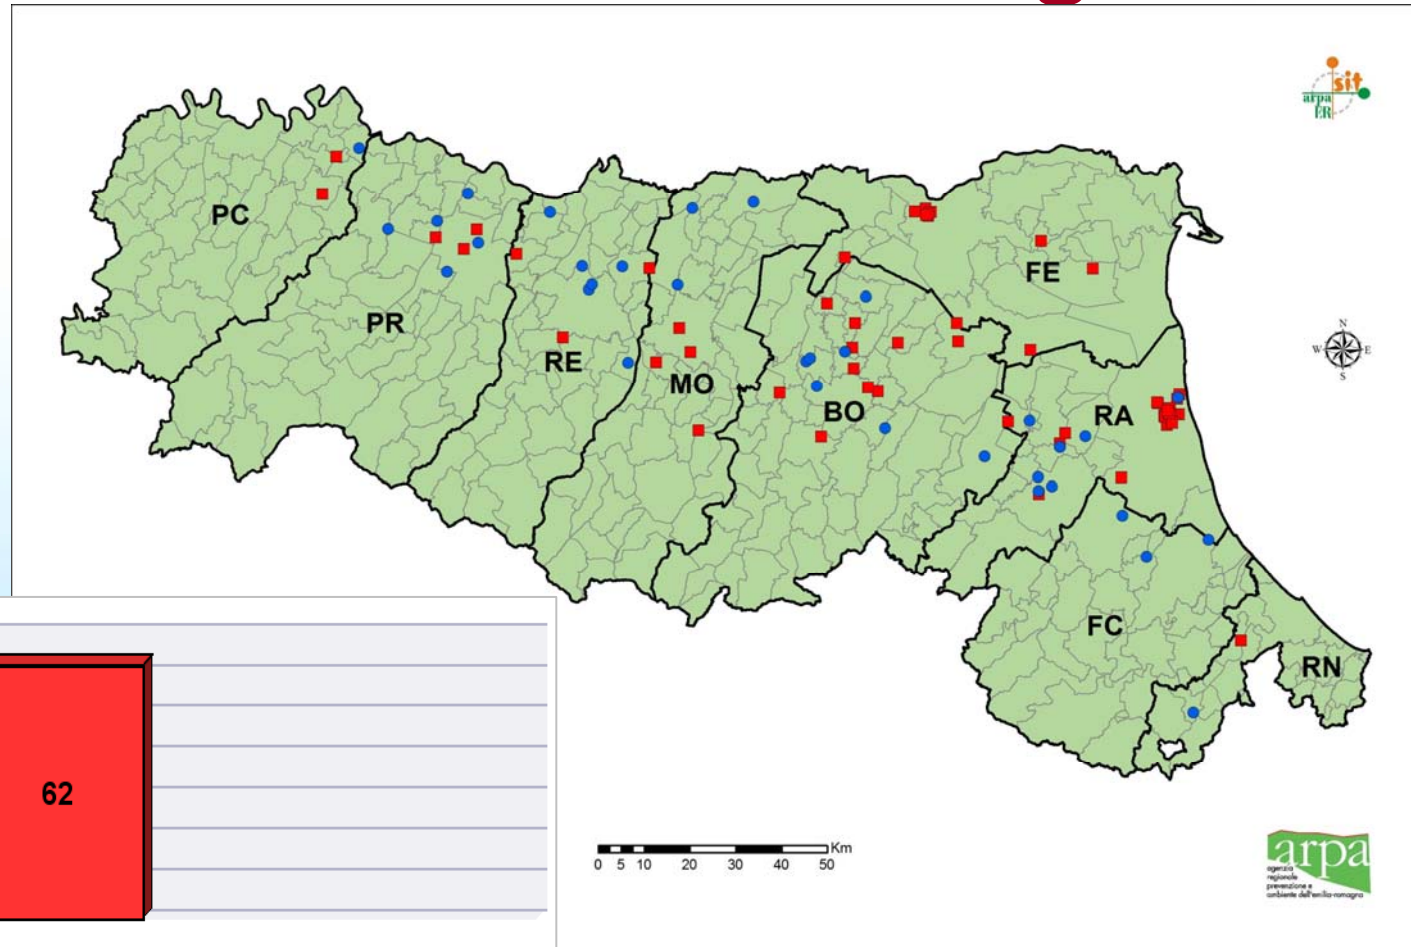 sit
arpa
ER
PC
PR
RE
MO
BO
FE
RA
FC
RN
N
W E
S
62
Km
0 5 10 20 30 40 50
arpa
agenzia
regionale
prevenzione e
ambiente dell'emilia-romagna